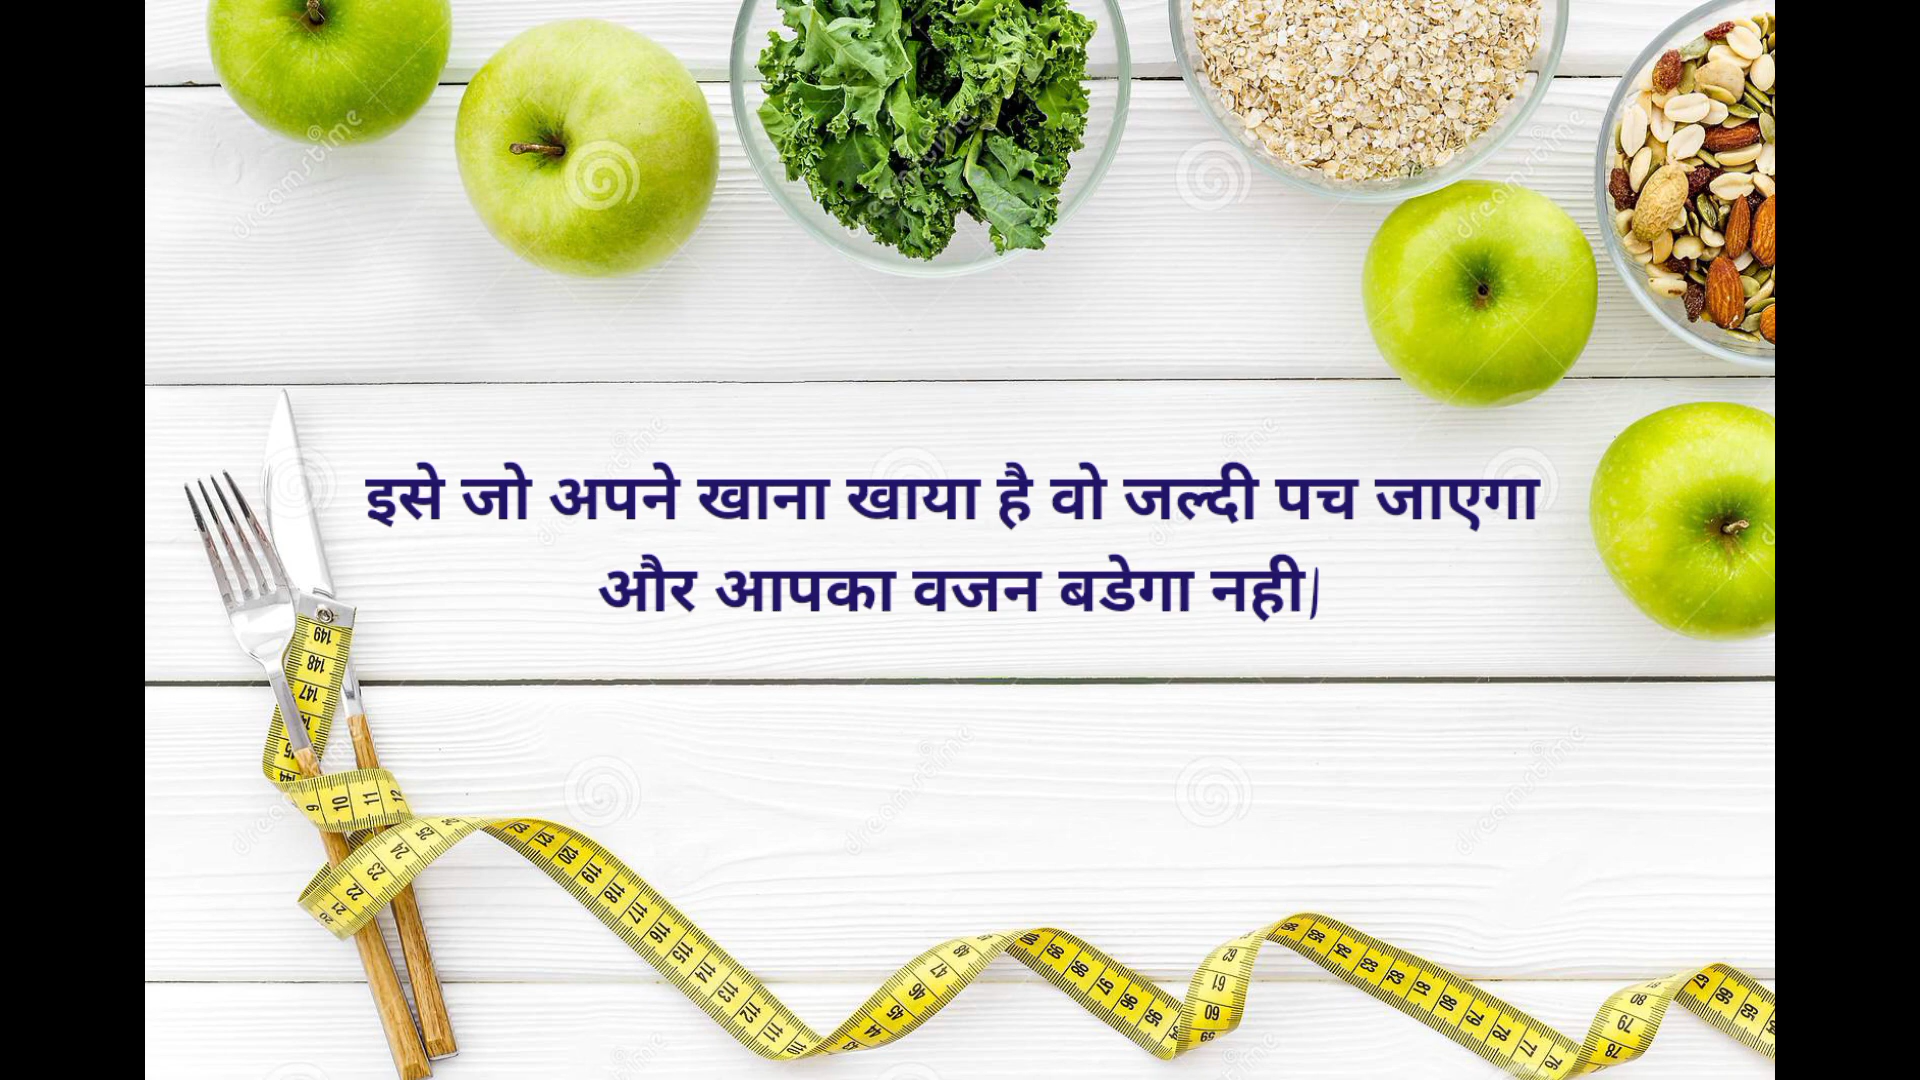 इसे जो अपने खाना खाया है वो जल्दी पच जाएगा
और आपका वजन बडेगा नही|